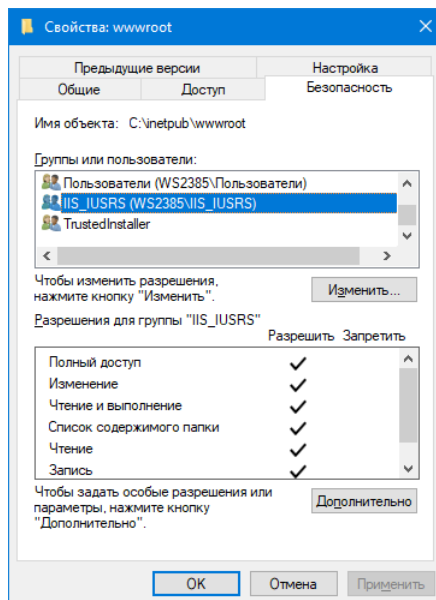 Свойства: wwwroot
Предыдущие версии Настройка
Общие Доступ Безопасность
Имя объекта: C:\inetpub\wwwroot
Группы или пользователи:
Пользователи (WS2385\Пользователи)
IIS_IUSRS (WS2385\IIS_IUSRS)
TrustedInstaller
Чтобы изменить разрешения,
нажмите кнопку "Изменить".
Изменить...
Разрешения для группы "IIS_IUSRS"
Разрешить Запретить
Полный доступ
Изменение
Чтение и выполнение
Список содержимого папки
Чтение
Запись
Чтобы задать особые разрешения или
параметры, нажмите кнопку
"Дополнительно".
Дополнительно
OK Отмена Применить